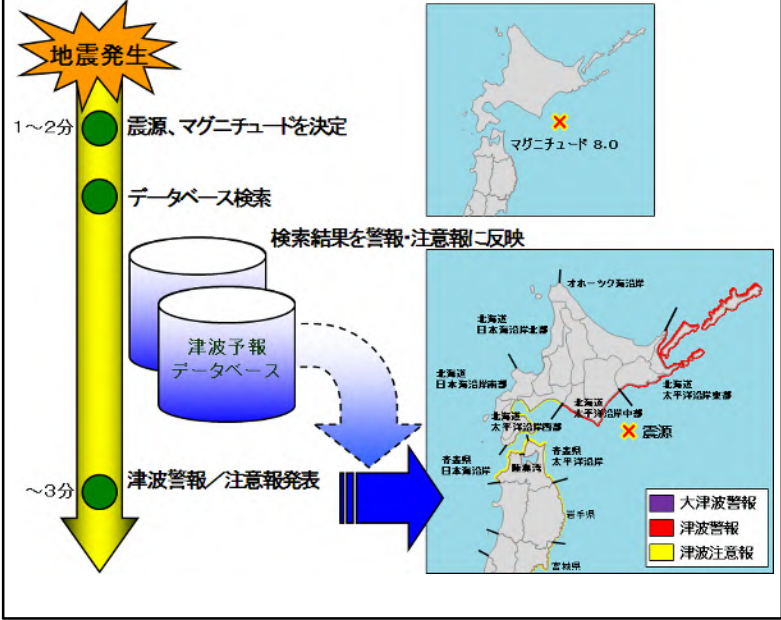 地震発生
1～2分
震源、マグニチュードを決定
マグニチュード 8.0
データベース検索
検索結果を警報・注意報に反映
津波予報
データベース
～3分
津波警報／注意報発表
オホーツク海沿岸
北海道
日本海沿岸北部
北海道
日本海沿岸南部
北海道
太平洋沿岸東部
北海道
太平洋沿岸中部
北海道
太平洋沿岸西部
震源
青森県
日本海沿岸
陸奥湾
青森県
太平洋沿岸
岩手県
宮城県
大津波警報
津波警報
津波注意報